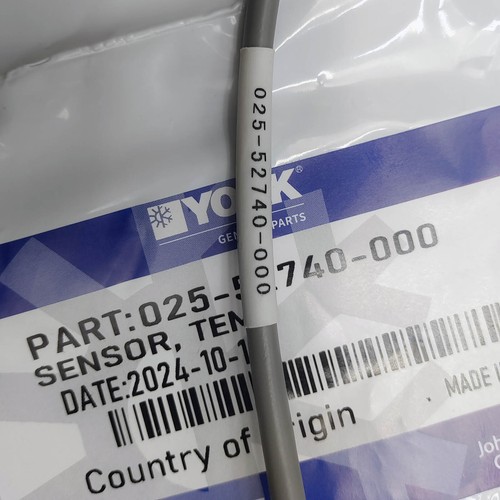 025-52740-000
YORK®
GEN PARTS
PART:025-5 740-000
SENSOR, TEN
DATE:2024-10-1
MADE
Country of rigin
Joh